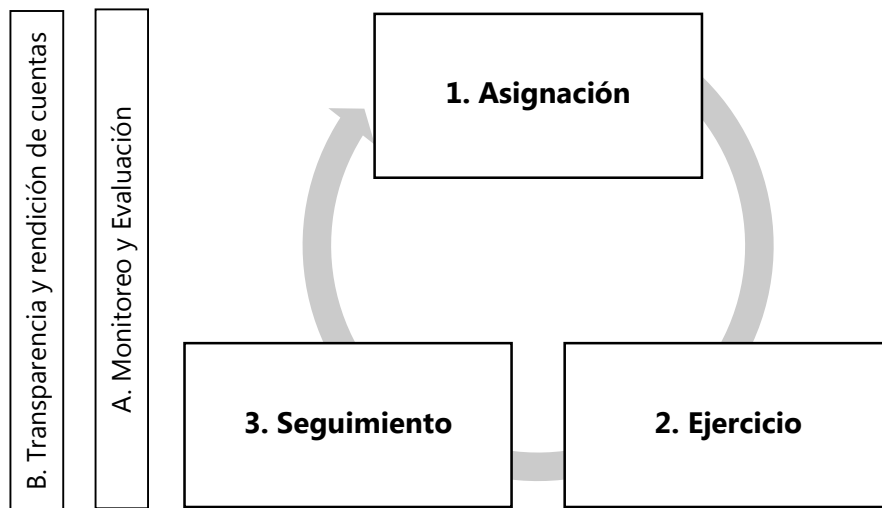 B. Transparencia y rendición de cuentas
A. Monitoreo y Evaluación
1. Asignación
3. Seguimiento
2. Ejercicio